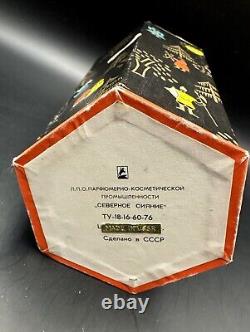 Л.П.О. ПАРФЮМЕРНО-КОСМЕТИЧЕСКОЙ
ПРОМЫШЛЕННОСТИ
„СЕВЕРНОЕ СИЯНИЕ"
ТУ-18-16-60-76
MADE IN USSR
Сделано в СССР